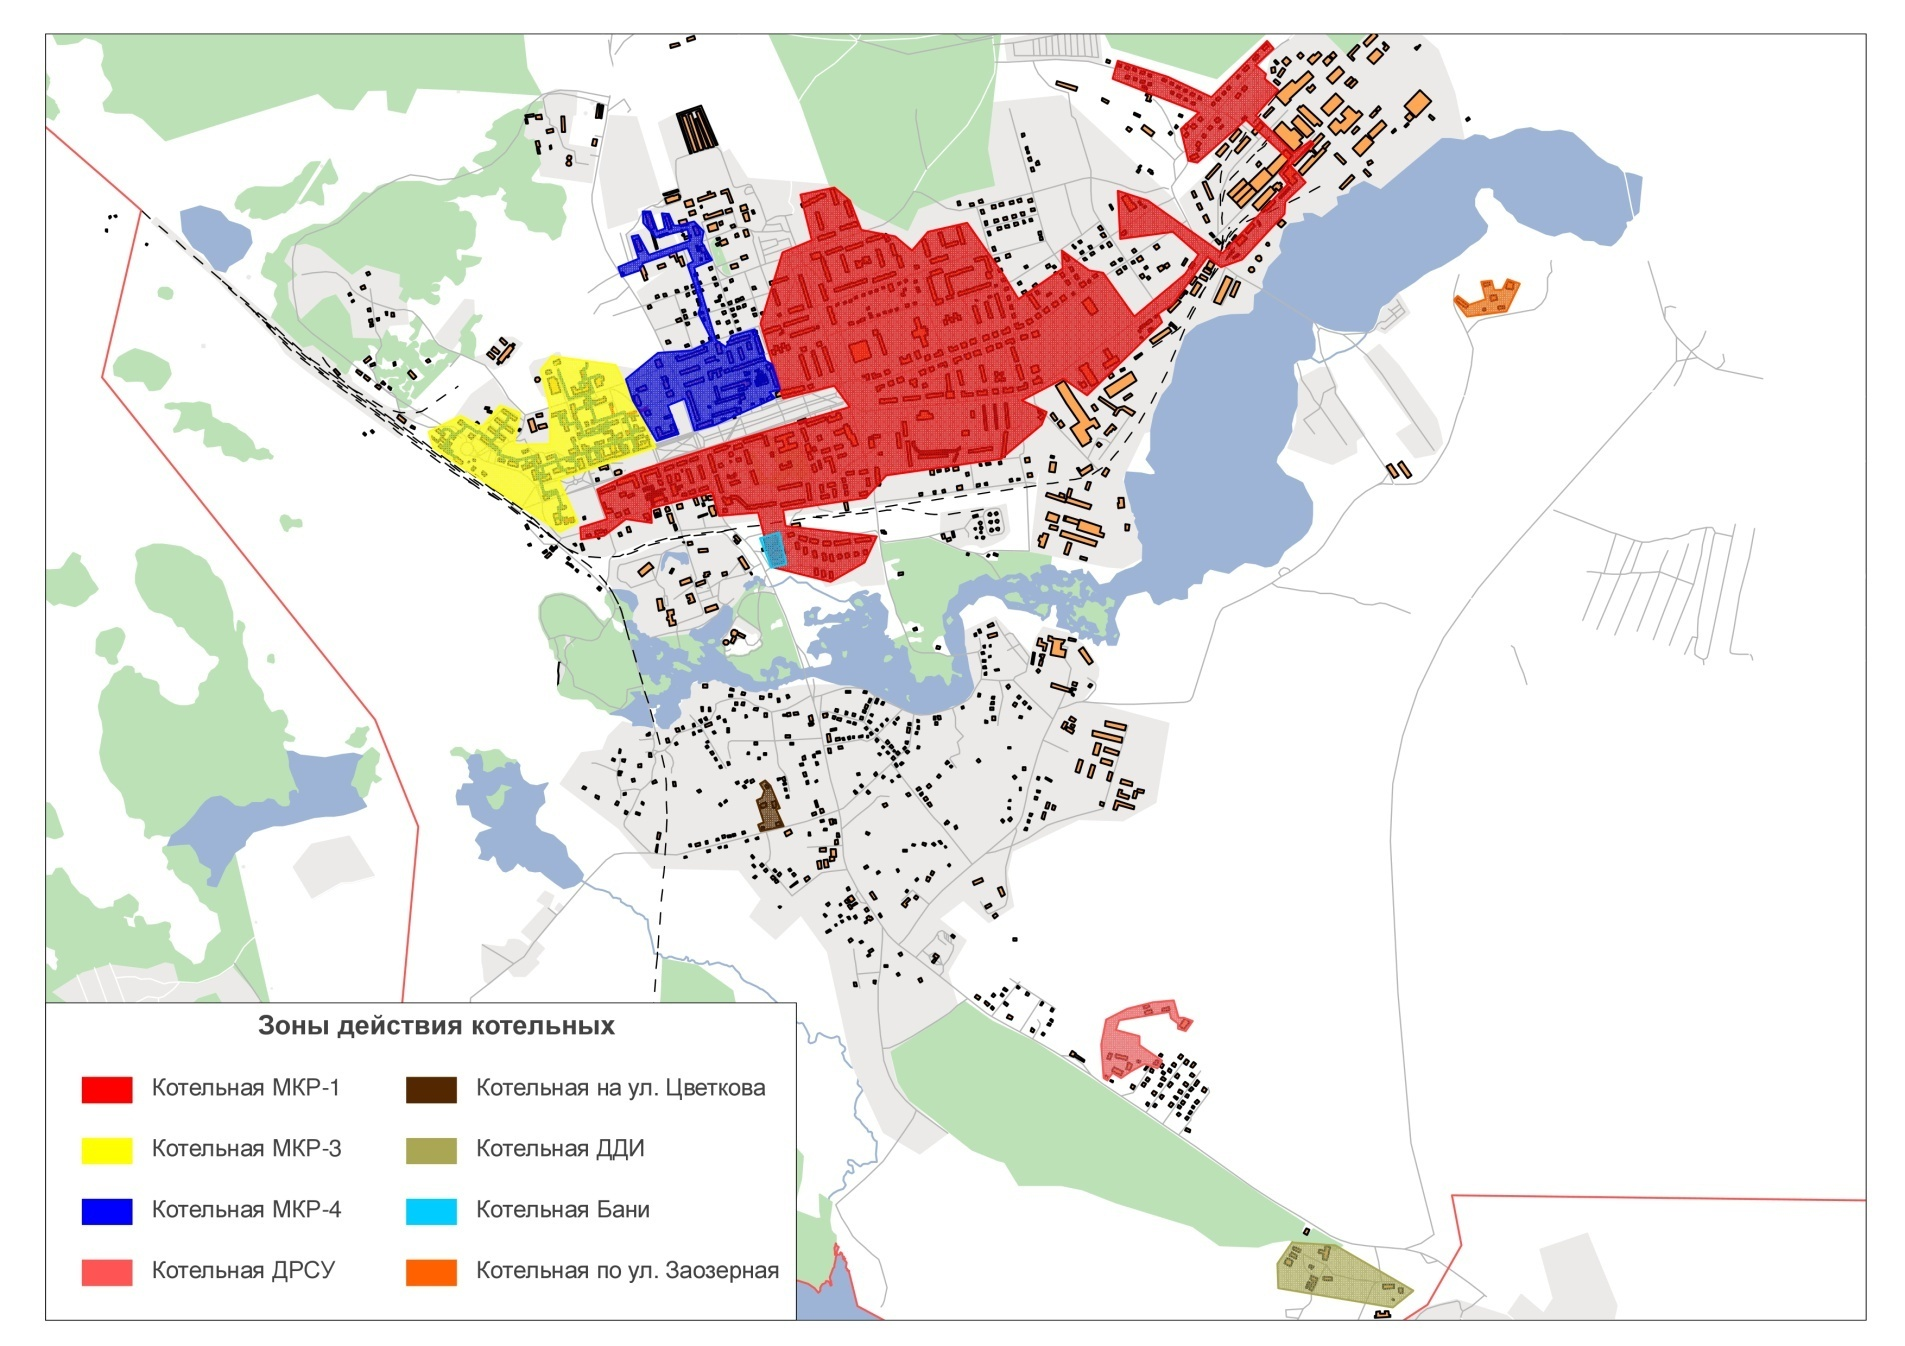 Зоны действия котельных
Котельная МКР-1
Котельная МКР-3
Котельная МКР-4
Котельная ДРСУ
Котельная на ул. Цветкова
Котельная ДДИ
Котельная Бани
Котельная по ул. Заозерная